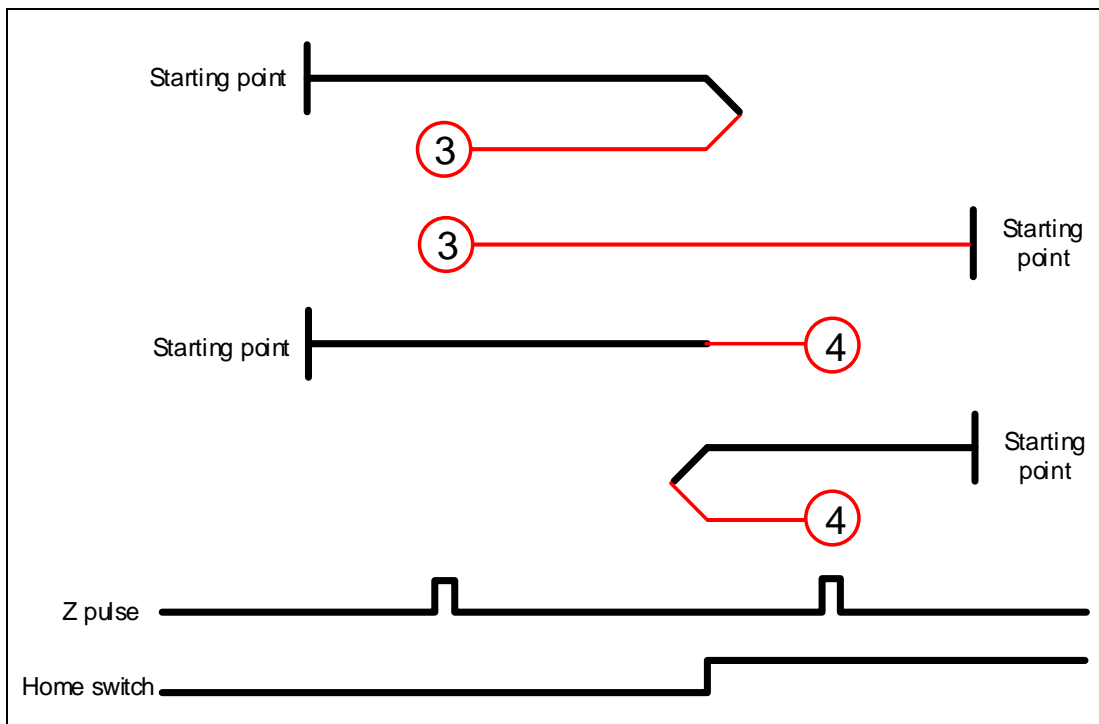 Starting point
3
3
Starting
point
Starting point
4
Starting
point
4
Z pulse
Home switch